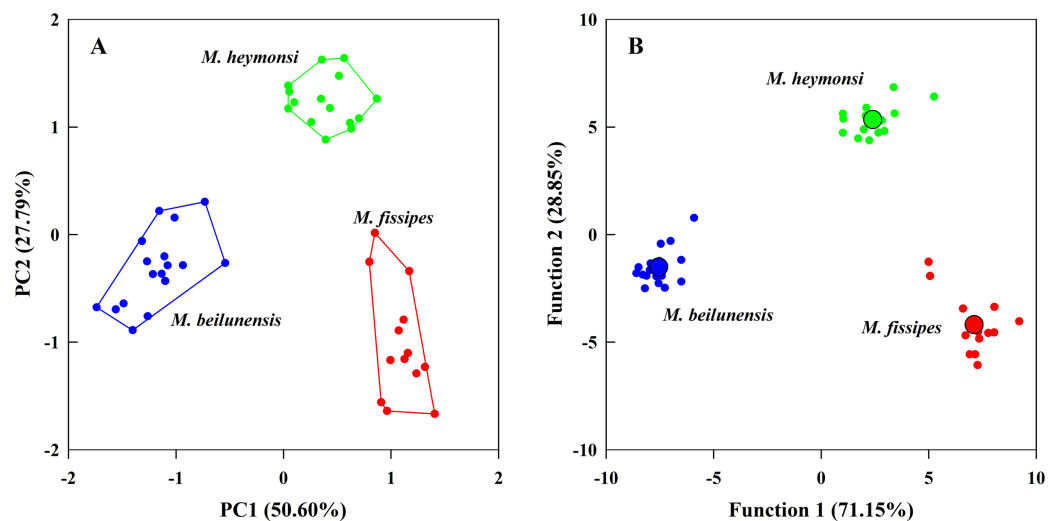 A
M. heymonsi
M. fissipes
M. beilunensis
2
1
0
-1
-2
-2
-1
0
1
2
PC2 (27.79%)
PC1 (50.60%)
B
M. heymonsi
M. beilunensis
M. fissipes
10
5
0
-5
-10
-10
-5
0
5
10
Function 2 (28.85%)
Function 1 (71.15%)